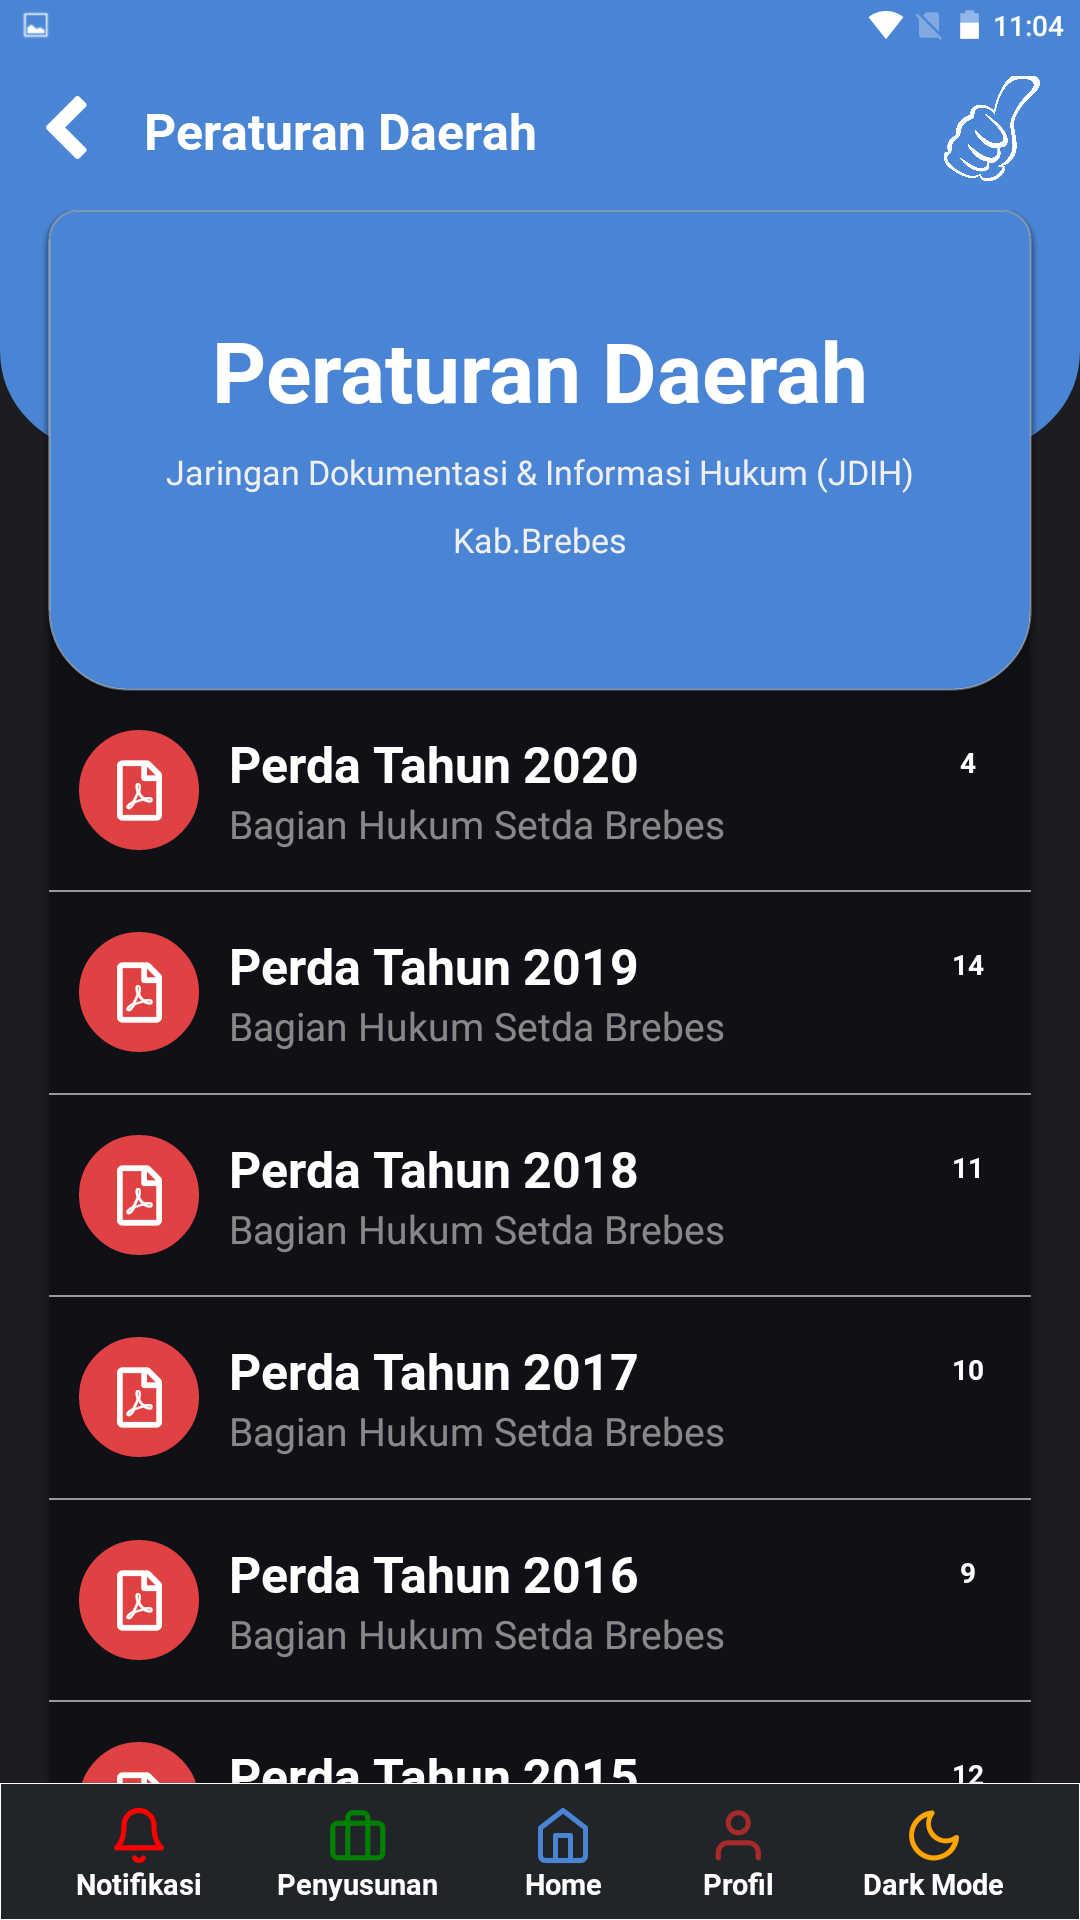 11:04
Peraturan Daerah
Peraturan Daerah
Jaringan Dokumentasi & Informasi Hukum (JDIH)
Kab.Brebes
Perda Tahun 2020
4
Bagian Hukum Setda Brebes
Perda Tahun 2019
14
Bagian Hukum Setda Brebes
Perda Tahun 2018
11
Bagian Hukum Setda Brebes
Perda Tahun 2017
10
Bagian Hukum Setda Brebes
Perda Tahun 2016
9
Bagian Hukum Setda Brebes
Perda Tahun 2015
12
Notifikasi
Penyusunan
Home
Profil
Dark Mode